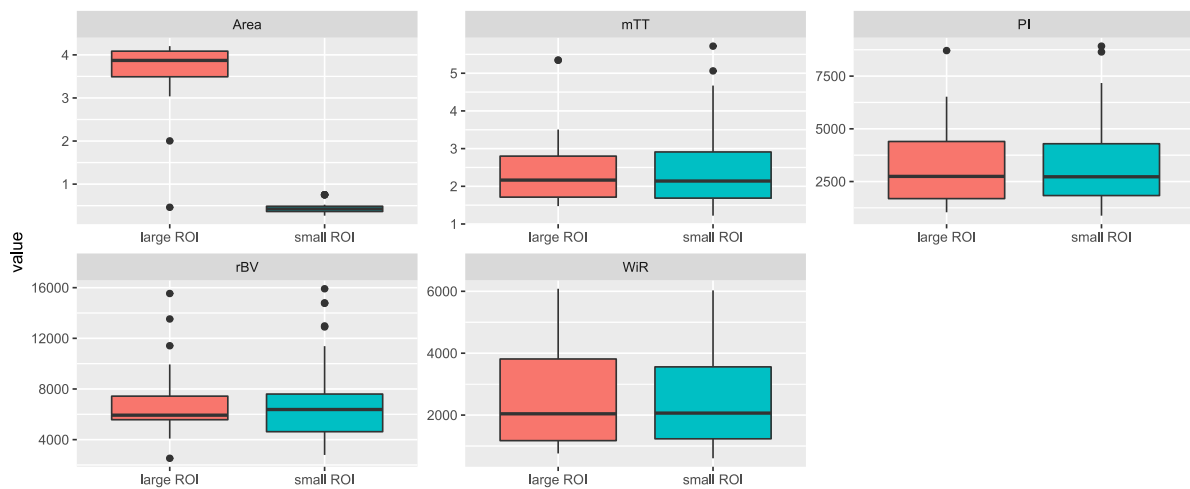 Area
mTT
PI
4
3
2
1
5
4
3
2
1
7500
5000
2500
large ROI
small ROI
large ROI
small ROI
large ROI
small ROI
value
rBV
WiR
16000
12000
8000
4000
6000
4000
2000
large ROI
small ROI
large ROI
small ROI